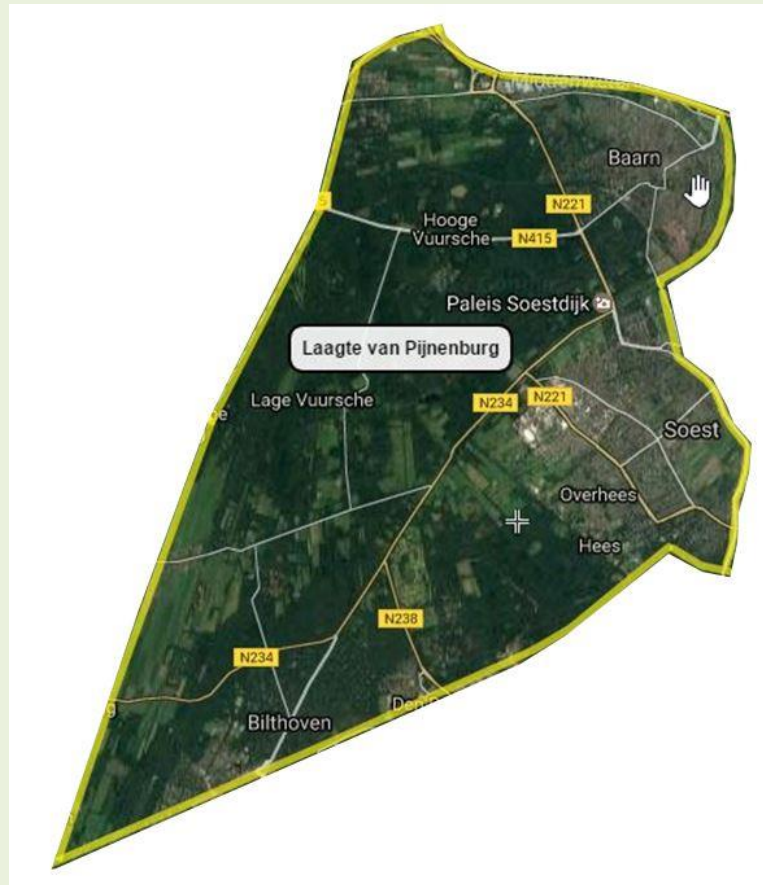 Baarn
N221
Hooge
Vuursche
N415
Paleis Soestdijk
Laagte van Pijnenburg
Lage Vuursche
N234
N221
Soest
Overhees
Hees
N238
N234
Bilthoven